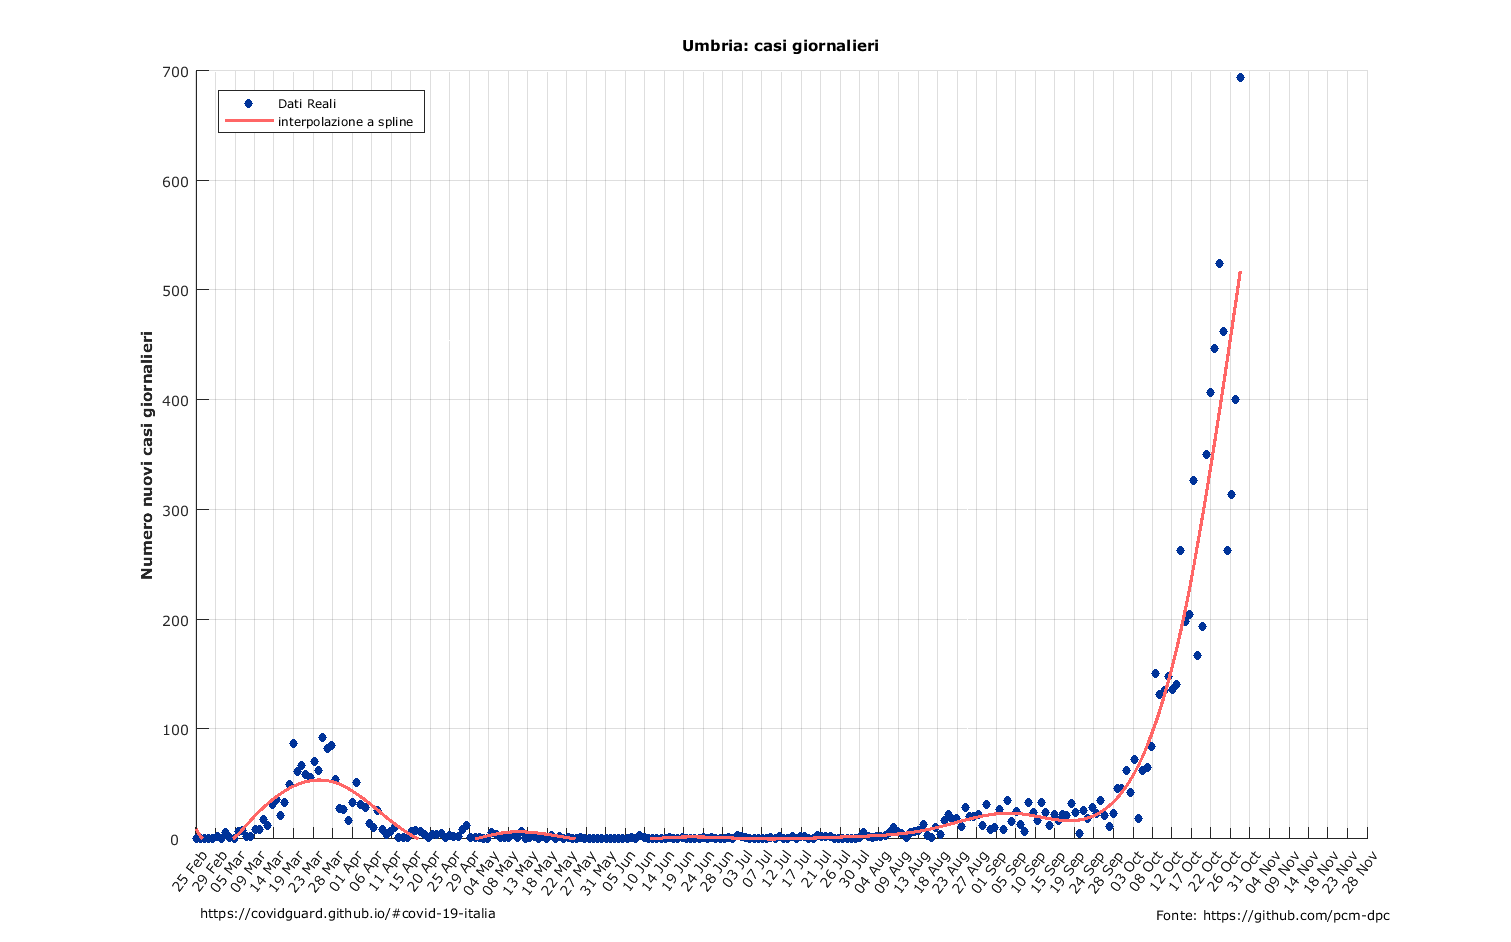 Umbria: casi giornalieri
Dati Reali
interpolazione a spline
Numero nuovi casi giornalieri
700
600
500
400
300
200
100
0
25 Feb
29 Feb
05 Mar
09 Mar
14 Mar
19 Mar
23 Mar
28 Mar
01 Apr
06 Apr
11 Apr
15 Apr
20 Apr
25 Apr
29 Apr
04 May
08 May
13 May
18 May
22 May
27 May
31 May
05 Jun
10 Jun
14 Jun
19 Jun
24 Jun
28 Jun
03 Jul
07 Jul
12 Jul
17 Jul
21 Jul
26 Jul
30 Jul
04 Aug
09 Aug
13 Aug
18 Aug
23 Aug
27 Aug
01 Sep
05 Sep
10 Sep
15 Sep
19 Sep
24 Sep
28 Sep
03 Oct
08 Oct
12 Oct
17 Oct
22 Oct
26 Oct
31 Oct
04 Nov
09 Nov
14 Nov
18 Nov
23 Nov
28 Nov
https://covidguard.github.io/#covid-19-italia
Fonte: https://github.com/pcm-dpc